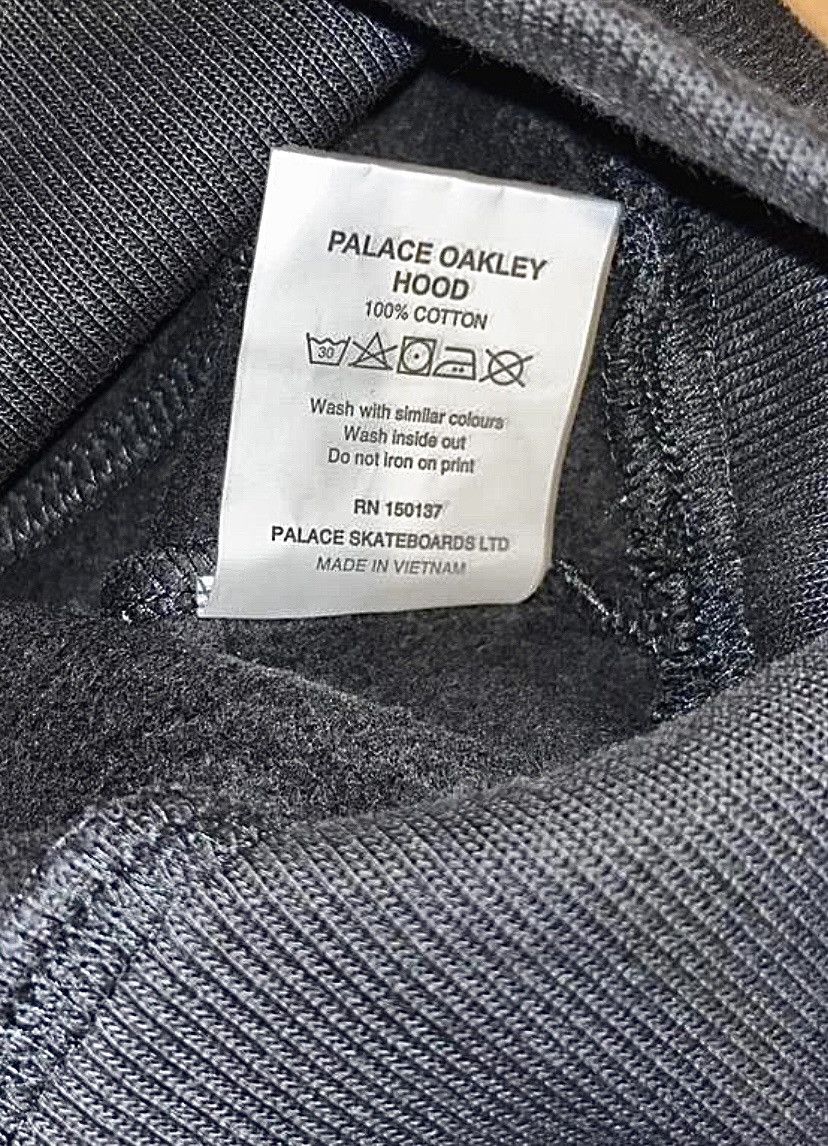 PALACE OAKLEY
HOOD
100% COTTON
30
Wash with similar colours
Wash inside out
Do not iron on print
RN 150137
PALACE SKATEBOARDS LTD
MADE IN VIETNAM